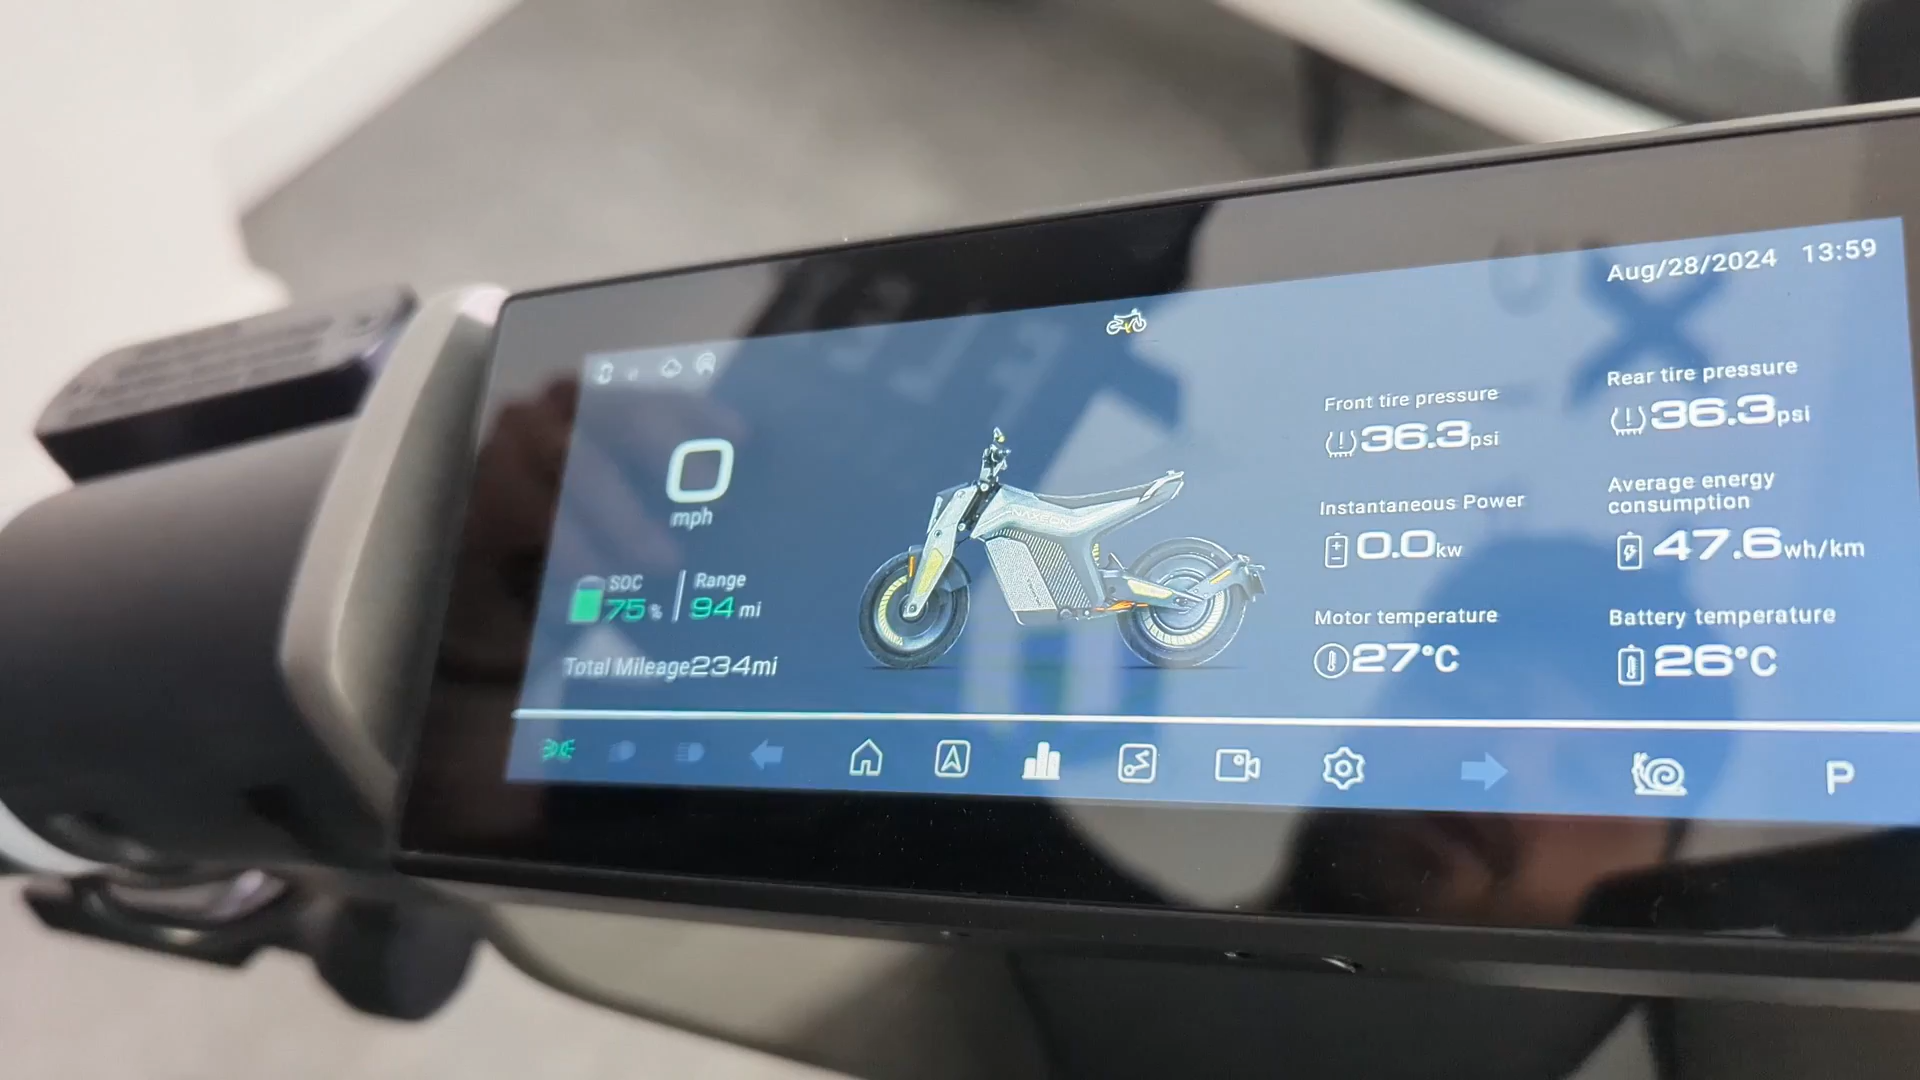 Aug/28/2024 13:59
0
mph
SOC
75 %
Range
94 mi
Total Mileage234mi
NAXEON
Front tire pressure
36.3psi
Rear tire pressure
36.3psi
Instantaneous Power
0.0kw
Average energy
consumption
47.6wh/km
Motor temperature
27°C
Battery temperature
26°C
P